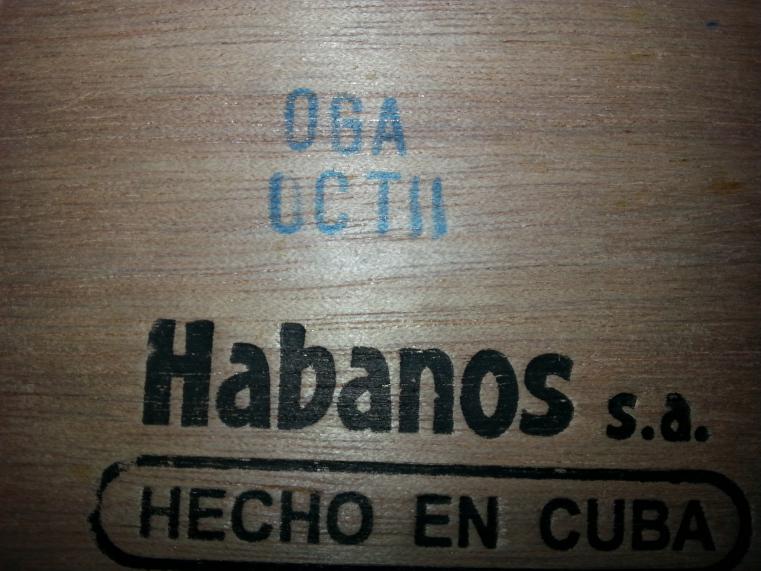 OGA
OCT11
Habanos s.a.
HECHO EN CUBA